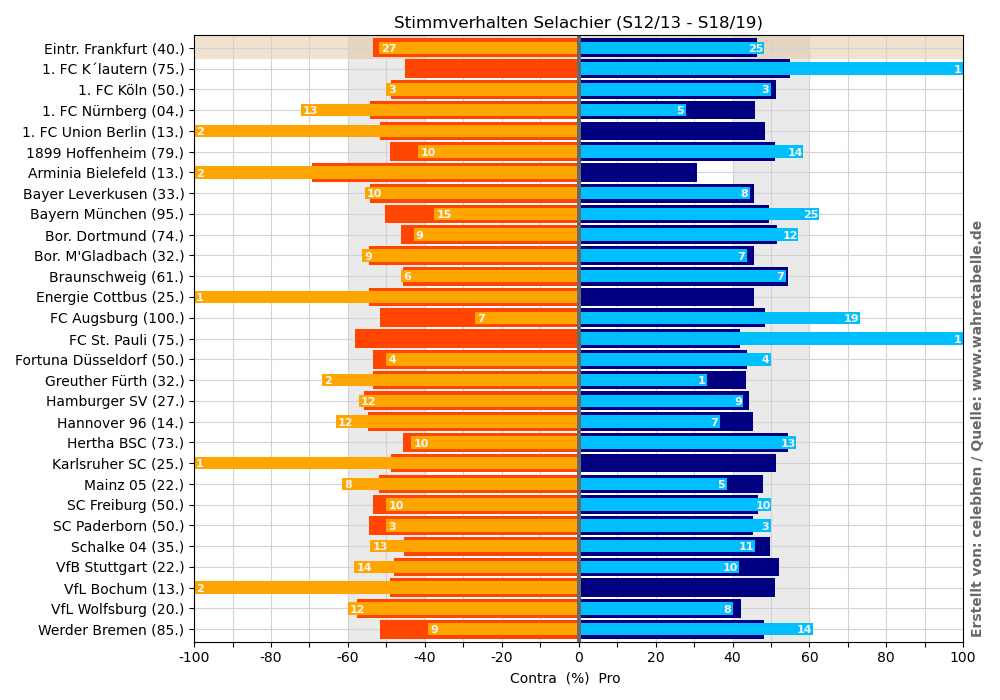 Stimmverhalten Selachier (S12/13 - S18/19)
Eintr. Frankfurt (40.) 27 25
1. FC K´lautern (75.) 1
1. FC Köln (50.) 3 3
1. FC Nürnberg (04.) 13 5
1. FC Union Berlin (13.) 2
1899 Hoffenheim (79.) 10 14
Arminia Bielefeld (13.) 2
Bayer Leverkusen (33.) 10 8
Bayern München (95.) 15 25
Bor. Dortmund (74.) 9 12
Bor. M'Gladbach (32.) 9 7
Braunschweig (61.) 6 7
Energie Cottbus (25.) 1
FC Augsburg (100.) 7 19
FC St. Pauli (75.) 1
Fortuna Düsseldorf (50.) 4 4
Greuther Fürth (32.) 2 1
Hamburger SV (27.) 12 9
Hannover 96 (14.) 12 7
Hertha BSC (73.) 10 13
Karlsruher SC (25.) 1
Mainz 05 (22.) 8 5
SC Freiburg (50.) 10 10
SC Paderborn (50.) 3 3
Schalke 04 (35.) 13 11
VfB Stuttgart (22.) 14 10
VfL Bochum (13.) 2
VfL Wolfsburg (20.) 12 8
Werder Bremen (85.) 9 14
-100 -80 -60 -40 -20 0 20 40 60 80 100
Contra (%) Pro
Erstellt von: celebhen / Quelle: www.wahretabelle.de